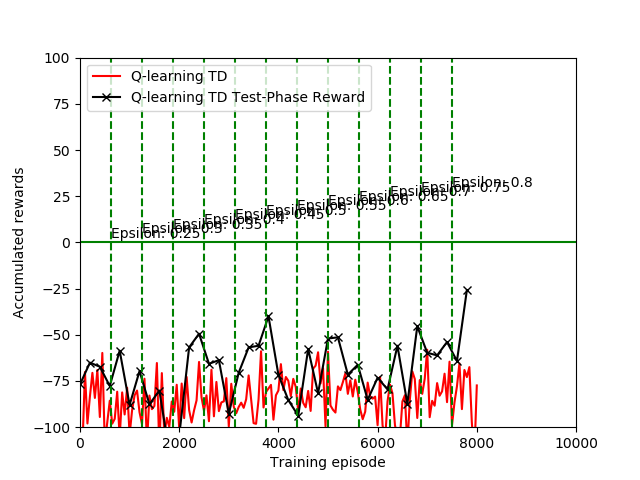 100
75
50
25
0
−25
−50
−75
−100
Accumulated rewards
Q-learning TD
Q-learning TD Test-Phase Reward
Epsilon: 0.8
Epsilon: 0.75
Epsilon: 0.7
Epsilon: 0.65
Epsilon: 0.6
Epsilon: 0.55
Epsilon: 0.5
Epsilon: 0.45
Epsilon: 0.4
Epsilon: 0.35
Epsilon: 0.3
Epsilon: 0.25
0 2000 4000 6000 8000 10000
Training episode